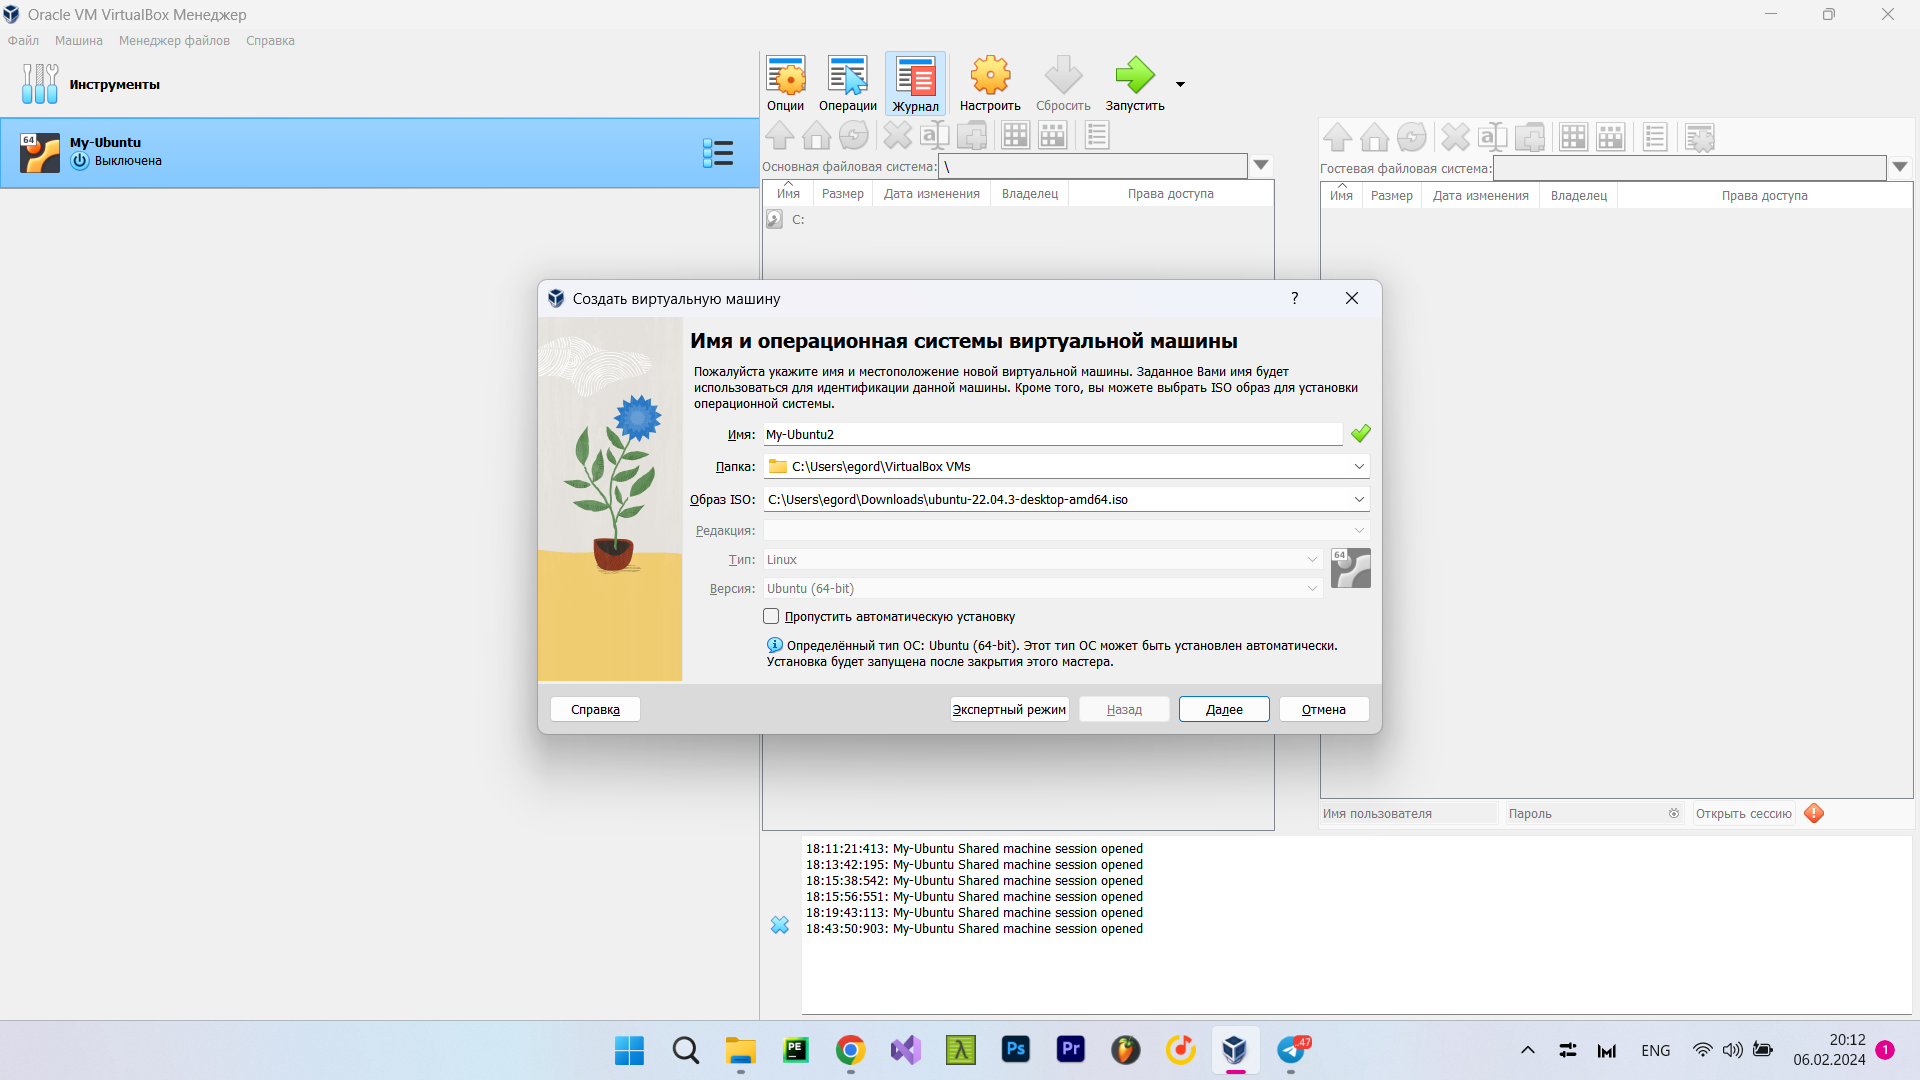 Oracle VM VirtualBox Менеджер
Файл Машина Менеджер файлов Справка
Инструменты
Опции Операции Журнал Настроить Сбросить Запустить
64
My-Ubuntu
Выключена
Основная файловая система: \
Имя Размер Дата изменения Владелец Права доступа
C:
Гостевая файловая система:
Имя Размер Дата изменения Владелец Права доступа
Создать виртуальную машину
?
Имя и операционная системы виртуальной машины
Пожалуйста укажите имя и местоположение новой виртуальной машины. Заданное Вами имя будет
использоваться для идентификации данной машины. Кроме того, вы можете выбрать ISO образ для установки
операционной системы.
Имя: My-Ubuntu2
Папка: C:\Users\egord\VirtualBox VMs
Образ ISO: C:\Users\egord\Downloads\ubuntu-22.04.3-desktop-amd64.iso
Редакция:
Тип: Linux
64
Версия: Ubuntu (64-bit)
Пропустить автоматическую установку
Определённый тип ОС: Ubuntu (64-bit). Этот тип ОС может быть установлен автоматически.
Установка будет запущена после закрытия этого мастера.
Справка Экспертный режим Назад Далее Отмена
Имя пользователя Пароль Открыть сессию
18:11:21:413: My-Ubuntu Shared machine session opened
18:13:42:195: My-Ubuntu Shared machine session opened
18:15:38:542: My-Ubuntu Shared machine session opened
18:15:56:551: My-Ubuntu Shared machine session opened
18:19:43:113: My-Ubuntu Shared machine session opened
18:43:50:903: My-Ubuntu Shared machine session opened
PE
λ
Ps
Pr
.47
ENG
20:12
06.02.2024
1